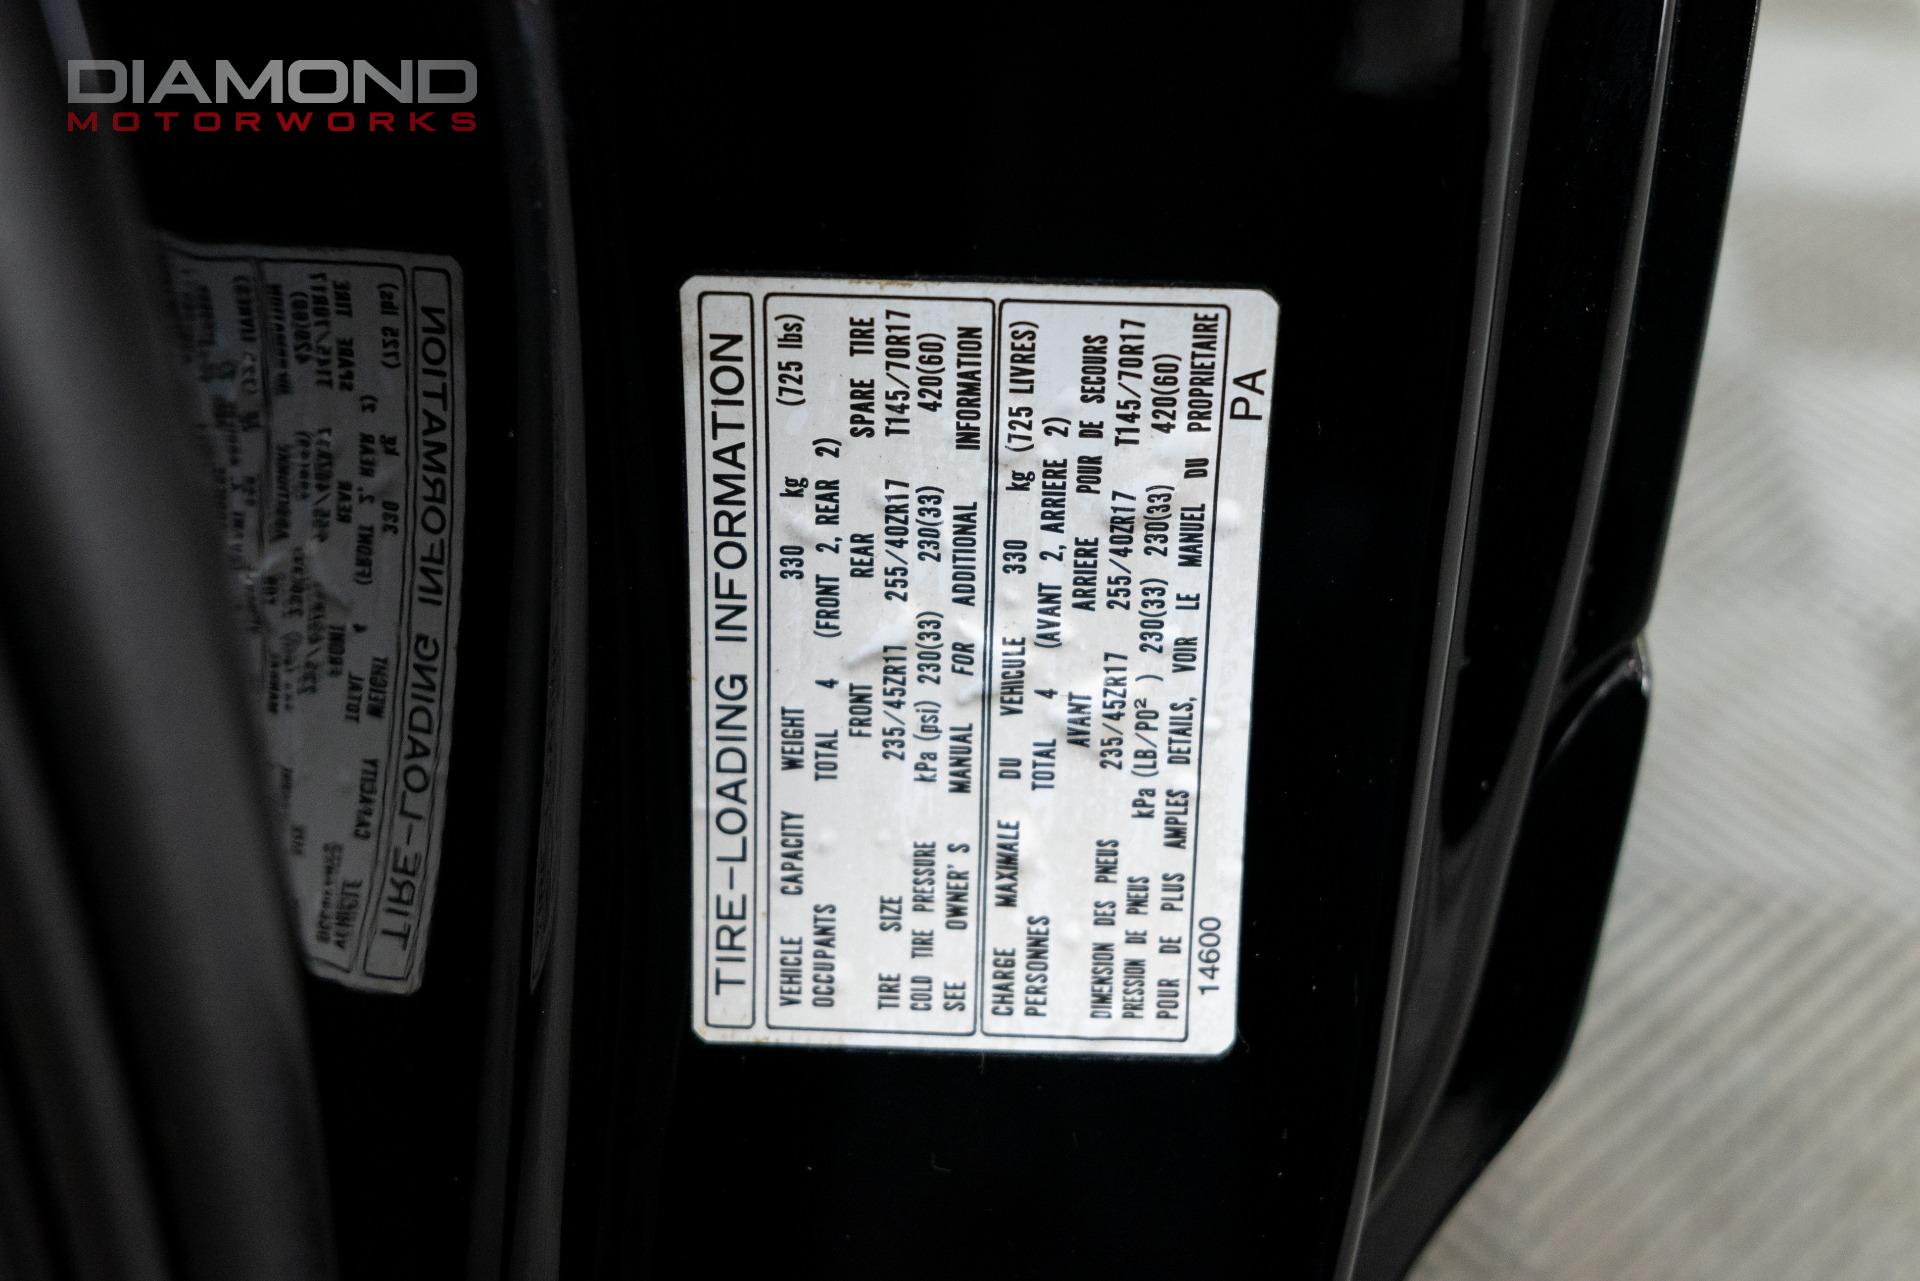 DIAMOND
MOTORWORKS
TIRE-LOADING INFORMATION
VEHICLE CAPACITY WEIGHT 330 kg (725 lbs)
OCCUPANTS TOTAL 4 (FRONT 2, REAR 2)
FRONT REAR SPARE TIRE
TIRE SIZE 235/45ZR17 255/40ZR17 T145/70R17
COLD TIRE PRESSURE kPa (psi) 230(33) 230(33) 420(60)
SEE OWNER'S MANUAL FOR ADDITIONAL INFORMATION
CHARGE MAXIMALE DU VEHICULE 330 kg (725 LIVRES)
PERSONNES TOTAL 4 (AVANT 2, ARRIERE 2)
AVANT ARRIERE POUR DE SECOURS
DIMENSION DES PNEUS 235/45ZR17 255/40ZR17 T145/70R17
PRESSION DE PNEUS kPa (LB/PO²) 230(33) 230(33) 420(60)
POUR DE PLUS AMPLES DETAILS, VOIR LE MANUEL DU PROPRIETAIRE
14600 PA